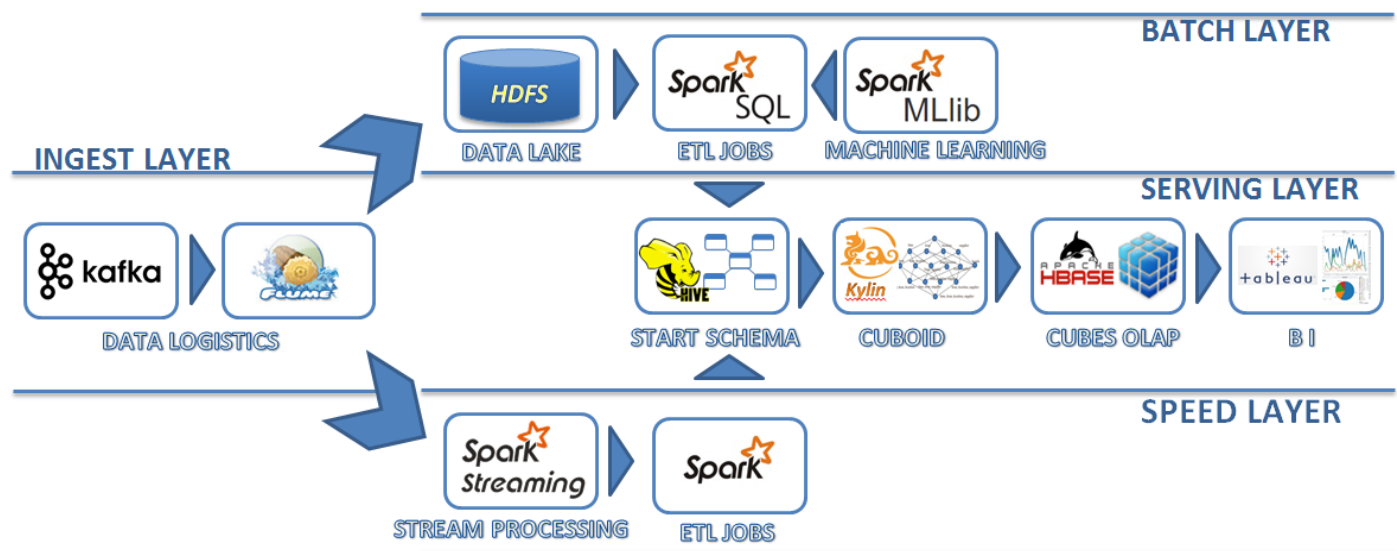 BATCH LAYER
HDFS
Spark
SQL
Spark
MLlib
DATA LAKE
ETL JOBS
MACHINE LEARNING
INGEST LAYER
SERVING LAYER
kafka
FLUME
HIVE
Kylin
APACHE
HBASE
+ableau
DATA LOGISTICS
START SCHEMA
CUBOID
CUBES OLAP
B I
SPEED LAYER
Spark
Streaming
Spark
STREAM PROCESSING
ETL JOBS